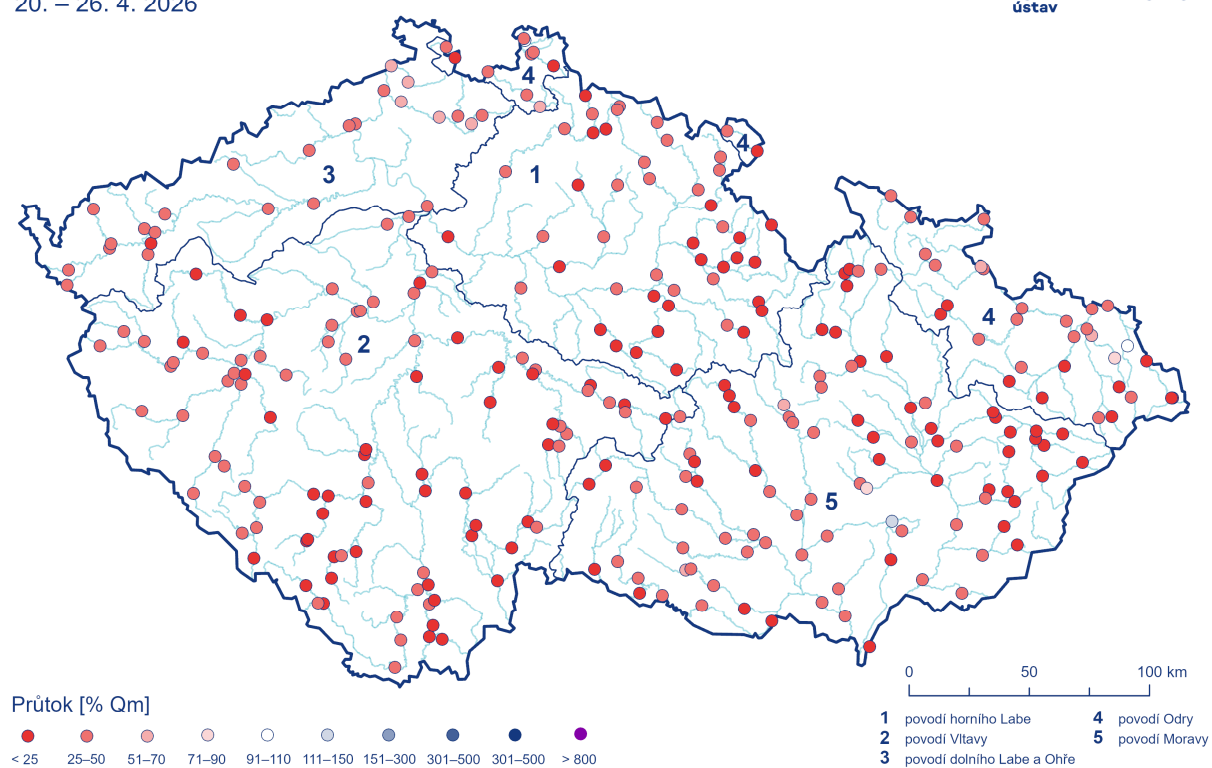 20. – 26. 4. 2026
ústav
4
4
3
1
4
2
5
0 50 100 km
Průtok [% Qm]
< 25 25–50 51–70 71–90 91–110 111–150 151–300 301–500 301–500 > 800
1 povodí horního Labe
2 povodí Vltavy
3 povodí dolního Labe a Ohře
4 povodí Odry
5 povodí Moravy